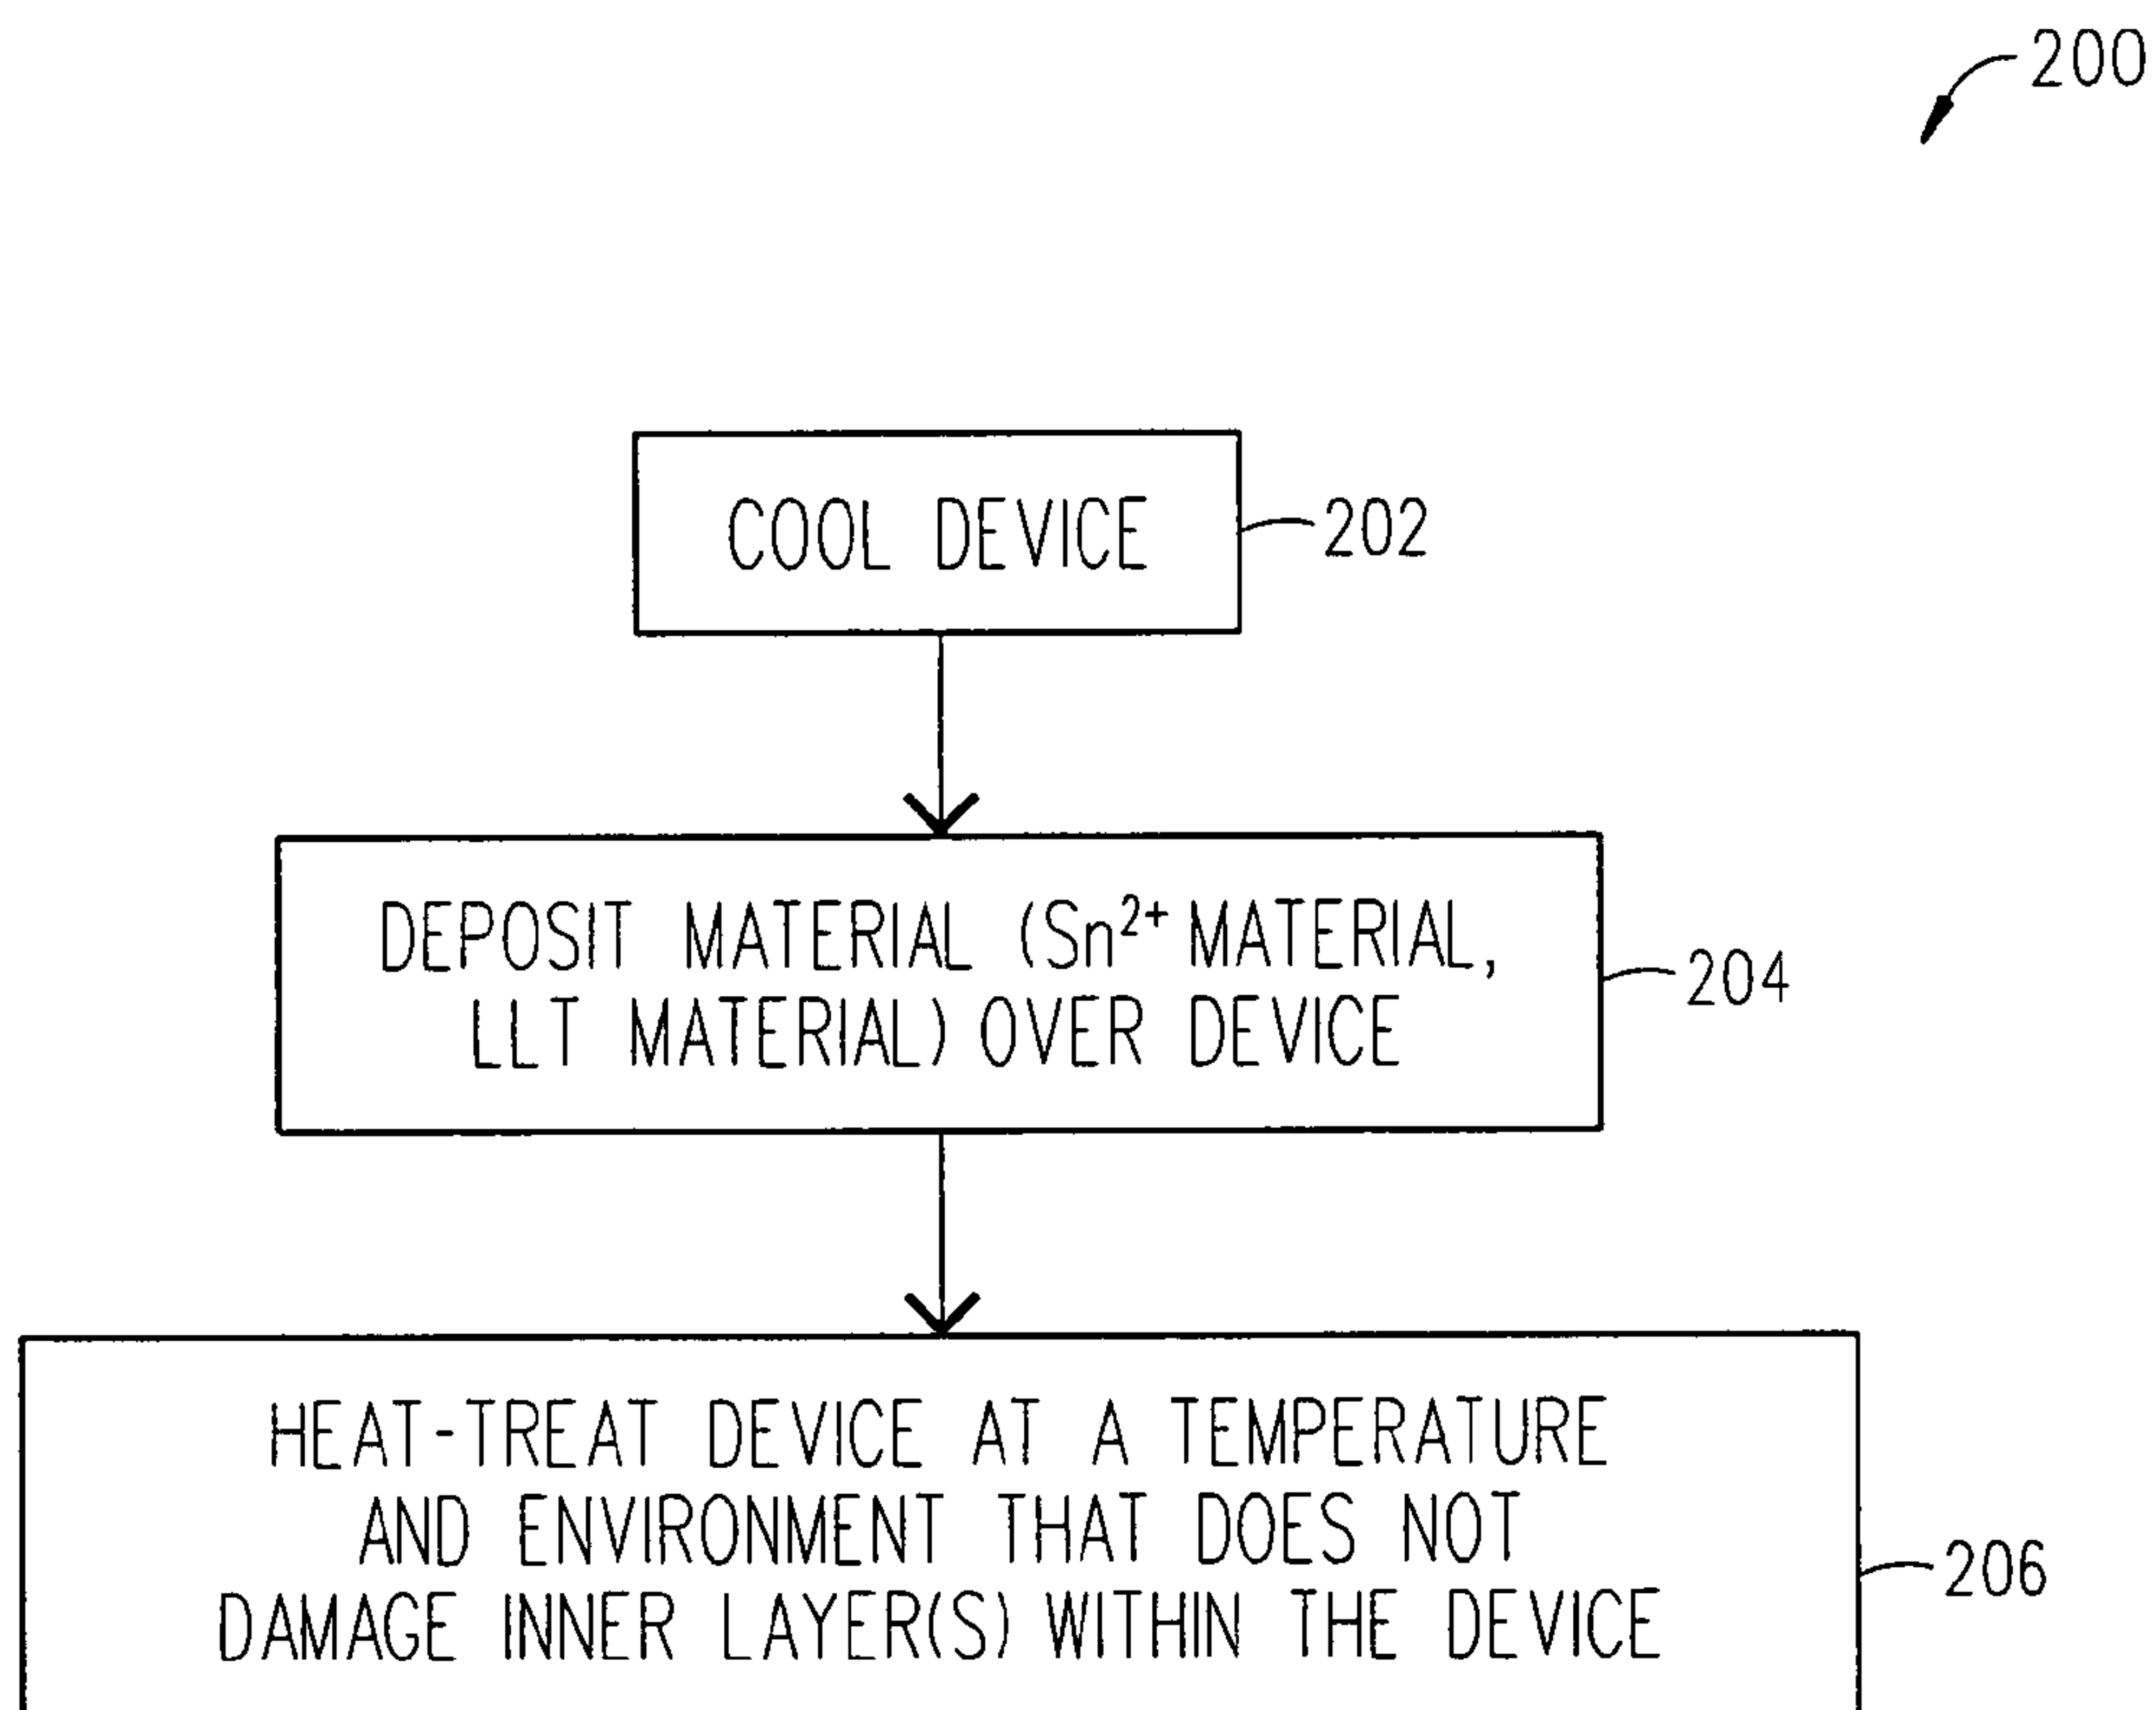 200
COOL DEVICE
202
DEPOSIT MATERIAL (Sn²⁺ MATERIAL,
LLT MATERIAL) OVER DEVICE
204
HEAT-TREAT DEVICE AT A TEMPERATURE
AND ENVIRONMENT THAT DOES NOT
DAMAGE INNER LAYER(S) WITHIN THE DEVICE
206